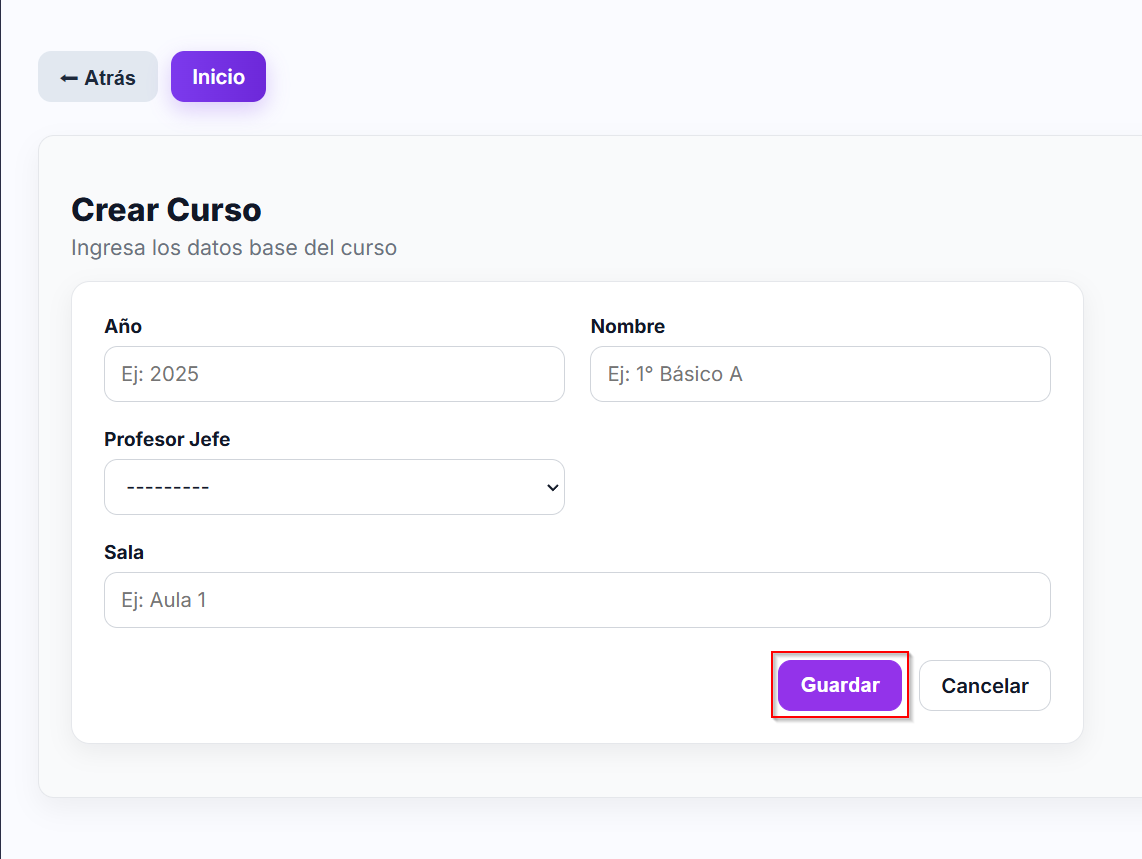 ← Atrás Inicio
Crear Curso
Ingresa los datos base del curso
Año Nombre
Ej: 2025 Ej: 1° Básico A
Profesor Jefe
---------
Sala
Ej: Aula 1
Guardar Cancelar